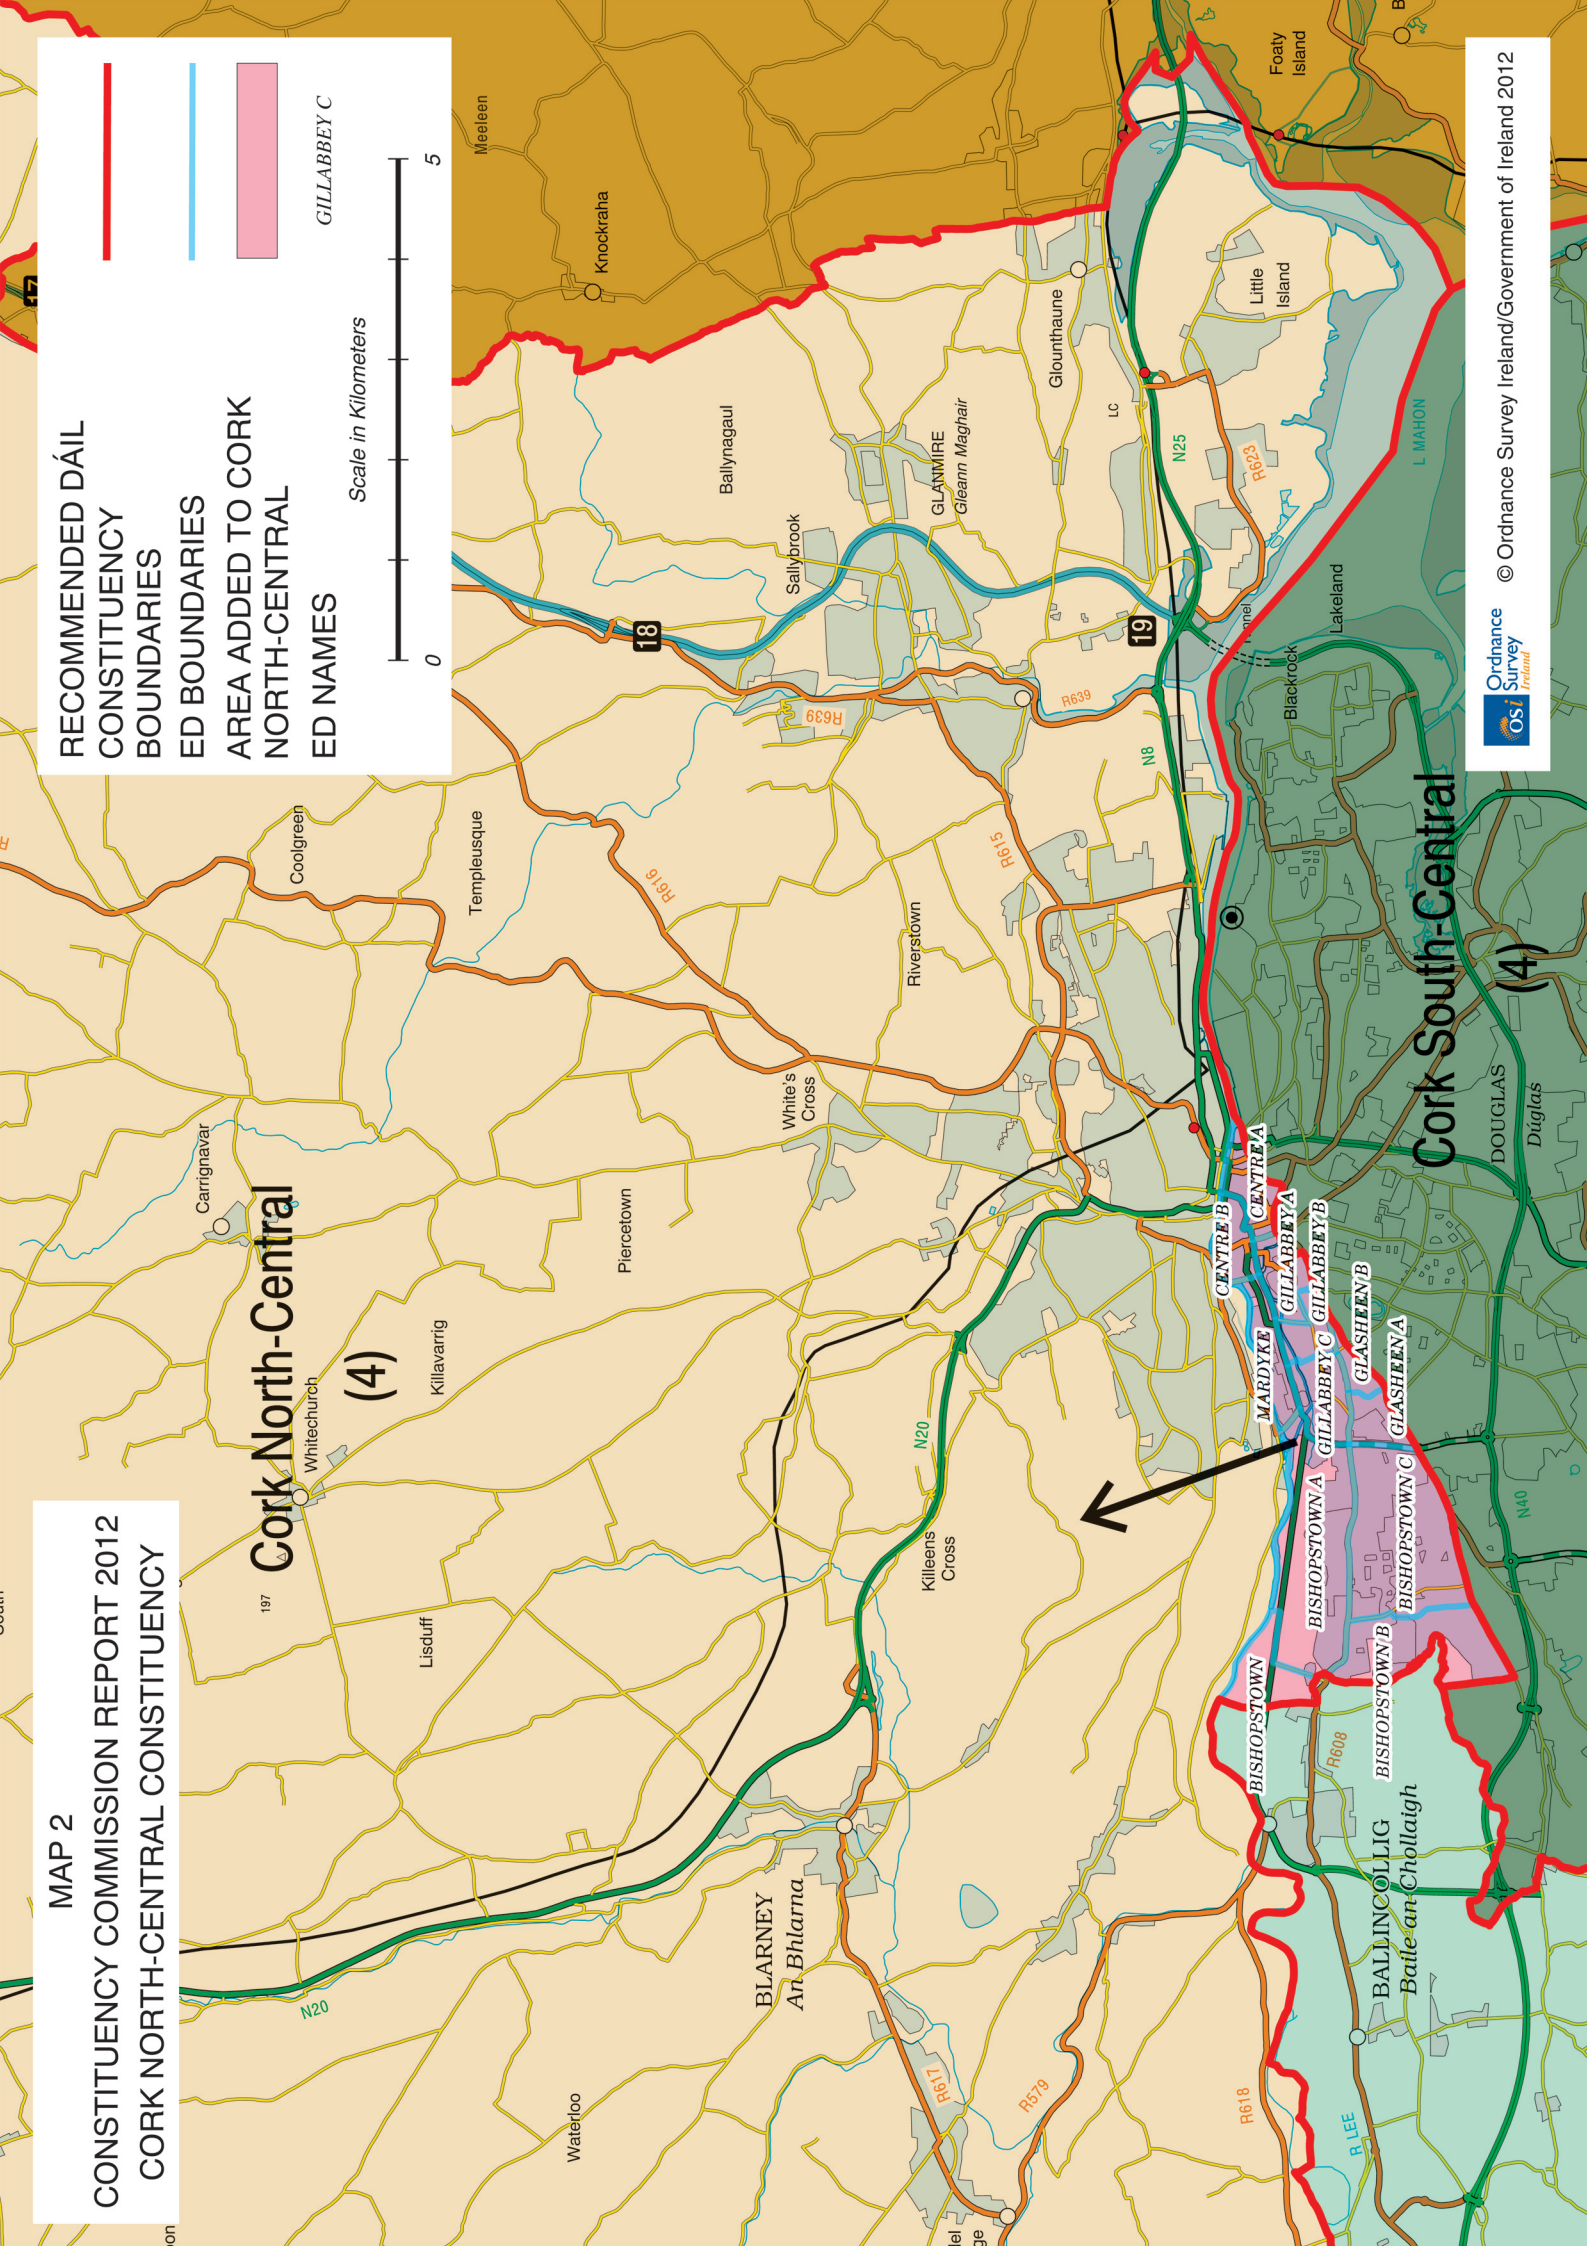 MAP 2
CONSTITUENCY COMMISSION REPORT 2012
CORK NORTH-CENTRAL CONSTITUENCY
RECOMMENDED DÁIL
CONSTITUENCY
BOUNDARIES
ED BOUNDARIES
AREA ADDED TO CORK
NORTH-CENTRAL
ED NAMES
GILLABBEY C
Scale in Kilometers
0
5
17
Meeleen
Knockraha
Coolgreen
Templeusque
Carrignavar
Cork North-Central
(4)
Whitechurch
197
Killavarrig
Lisduff
Piercetown
N20
Waterloo
R616
18
Ballynagaul
Sallybrook
GLANMIRE
Gleann Maghair
R639
R639
Riverstown
R615
White's
Cross
N20
Killeens
Cross
BLARNEY
An Bhlarna
R617
R579
R618
Glounthaune
LC
Little
Island
Foaty
Island
N25
R623
19
N8
L MAHON
Lakeland
Blackrock
Cork South-Central
(4)
DOUGLAS
Dúglas
CENTRE A
CENTRE B
GILLABBEY A
GILLABBEY B
MARDYKE
GILLABBEY C
GLASHEEN B
GLASHEEN A
BISHOPSTOWN A
BISHOPSTOWN C
BISHOPSTOWN
BISHOPSTOWN B
N40
R608
BALLINCOLLIG
Baile an Chollaigh
R LEE
osi Ordnance
Survey
Ireland
© Ordnance Survey Ireland/Government of Ireland 2012